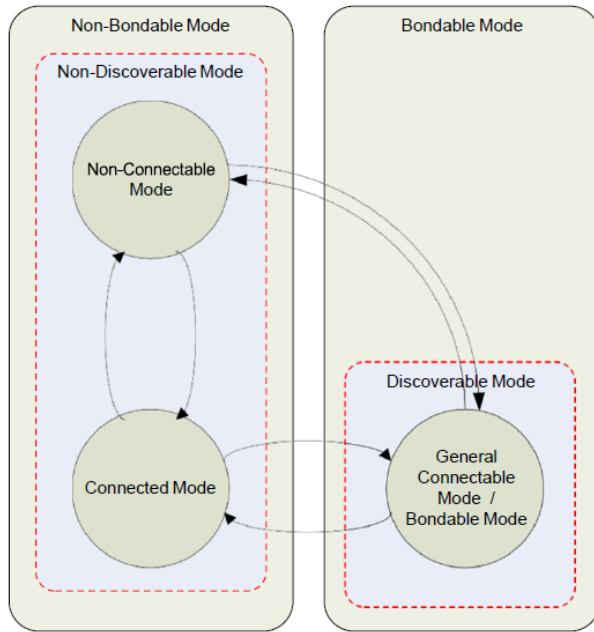 Non-Bondable Mode
Bondable Mode
Non-Discoverable Mode
Non-Connectable
Mode
Discoverable Mode
Connected Mode
General
Connectable
Mode /
Bondable Mode